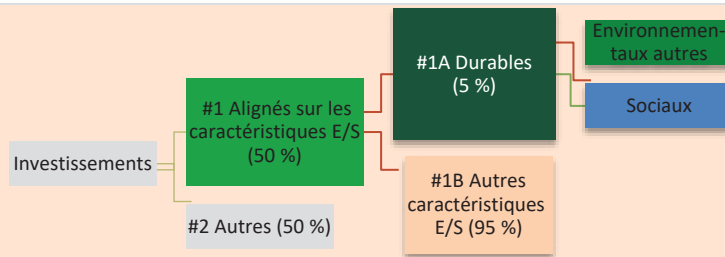 Investissements
#1 Alignés sur les
caractéristiques E/S
(50 %)
#2 Autres (50 %)
#1A Durables
(5 %)
#1B Autres
caractéristiques
E/S (95 %)
Environnemen-
taux autres
Sociaux